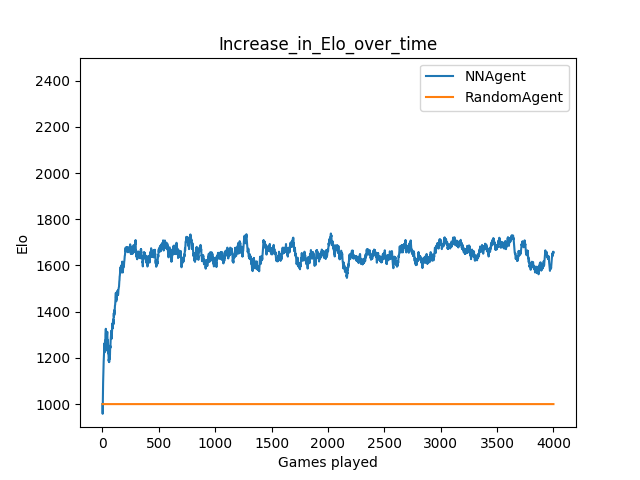 Increase_in_Elo_over_time
NNAgent
RandomAgent
2400
2200
2000
1800
1600
1400
1200
1000
Elo
0 500 1000 1500 2000 2500 3000 3500 4000
Games played